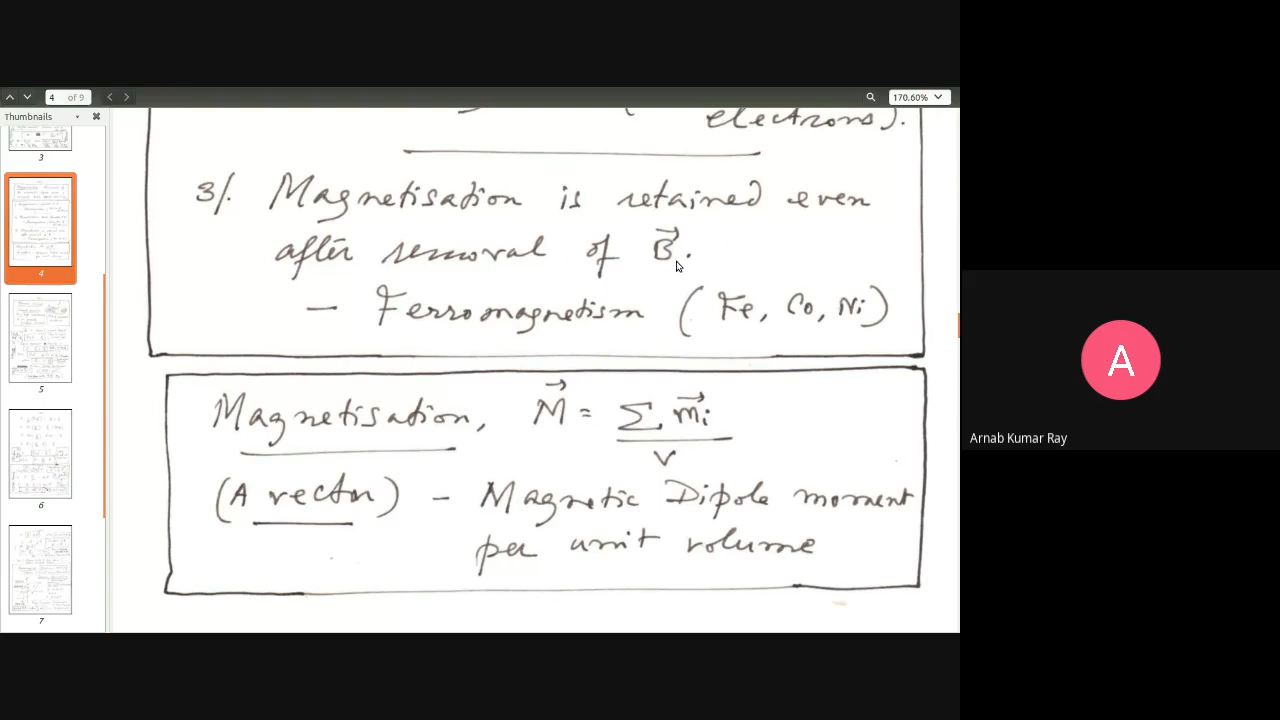 4 of 9
170.60%
Thumbnails
3
4
5
6
7
electrons).
3/. Magnetisation is retained even
after removal of B⃗.
— Ferromagnetism (Fe, Co, Ni)
Magnetisation, M⃗ = Σ m⃗i
V
(A vector) – Magnetic Dipole moment
per unit volume
A
Arnab Kumar Ray